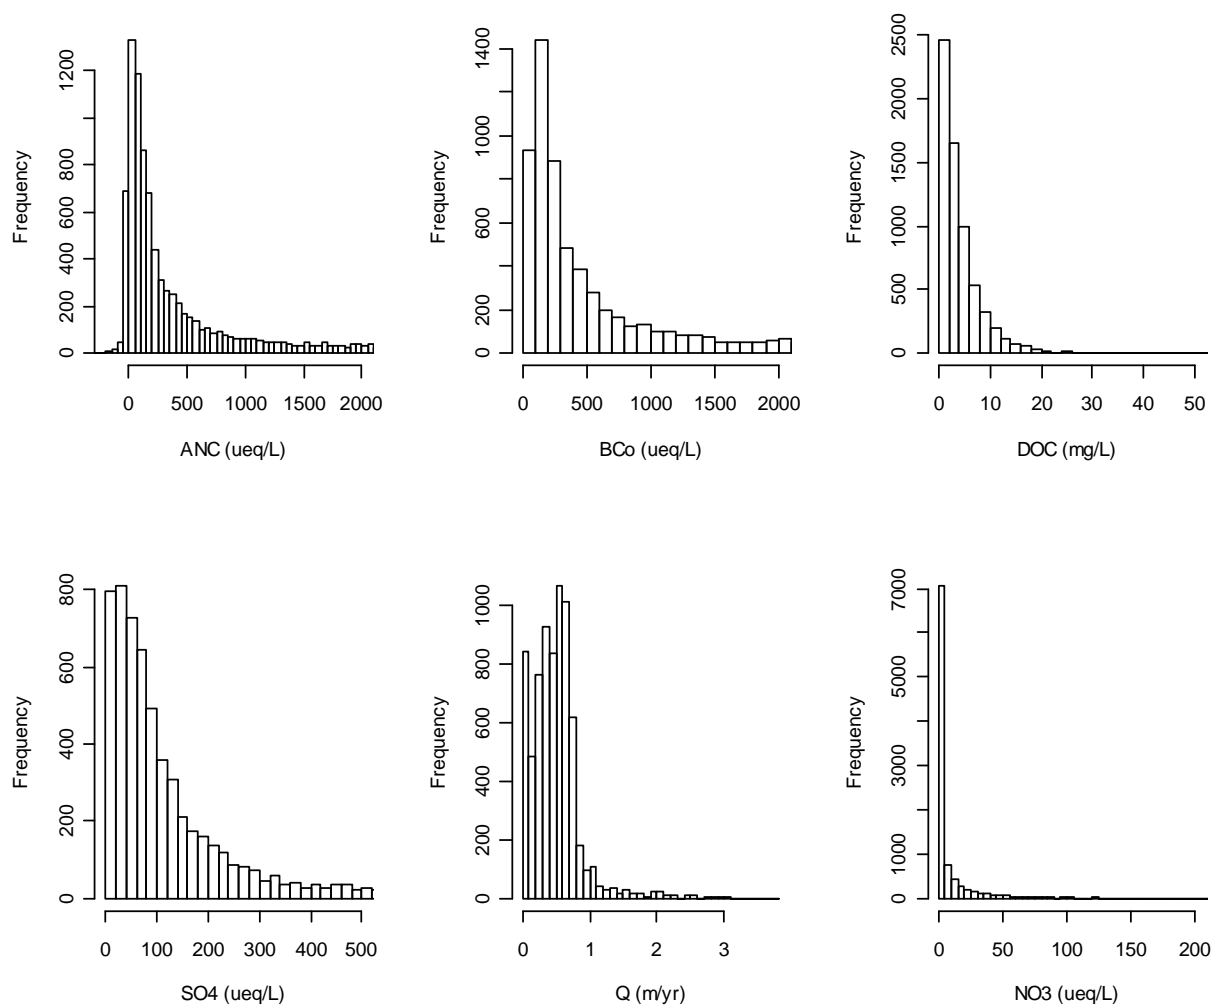 Frequency
0 200 400 800 1200
0 500 1000 1500 2000
ANC (ueq/L)
Frequency
0 200 600 1000 1400
0 500 1000 1500 2000
BCo (ueq/L)
Frequency
0 500 1000 1500 2000 2500
0 10 20 30 40 50
DOC (mg/L)
Frequency
0 200 400 600 800
0 100 200 300 400 500
SO4 (ueq/L)
Frequency
0 200 400 600 800 1000
0 1 2 3
Q (m/yr)
Frequency
0 1000 3000 5000 7000
0 50 100 150 200
NO3 (ueq/L)